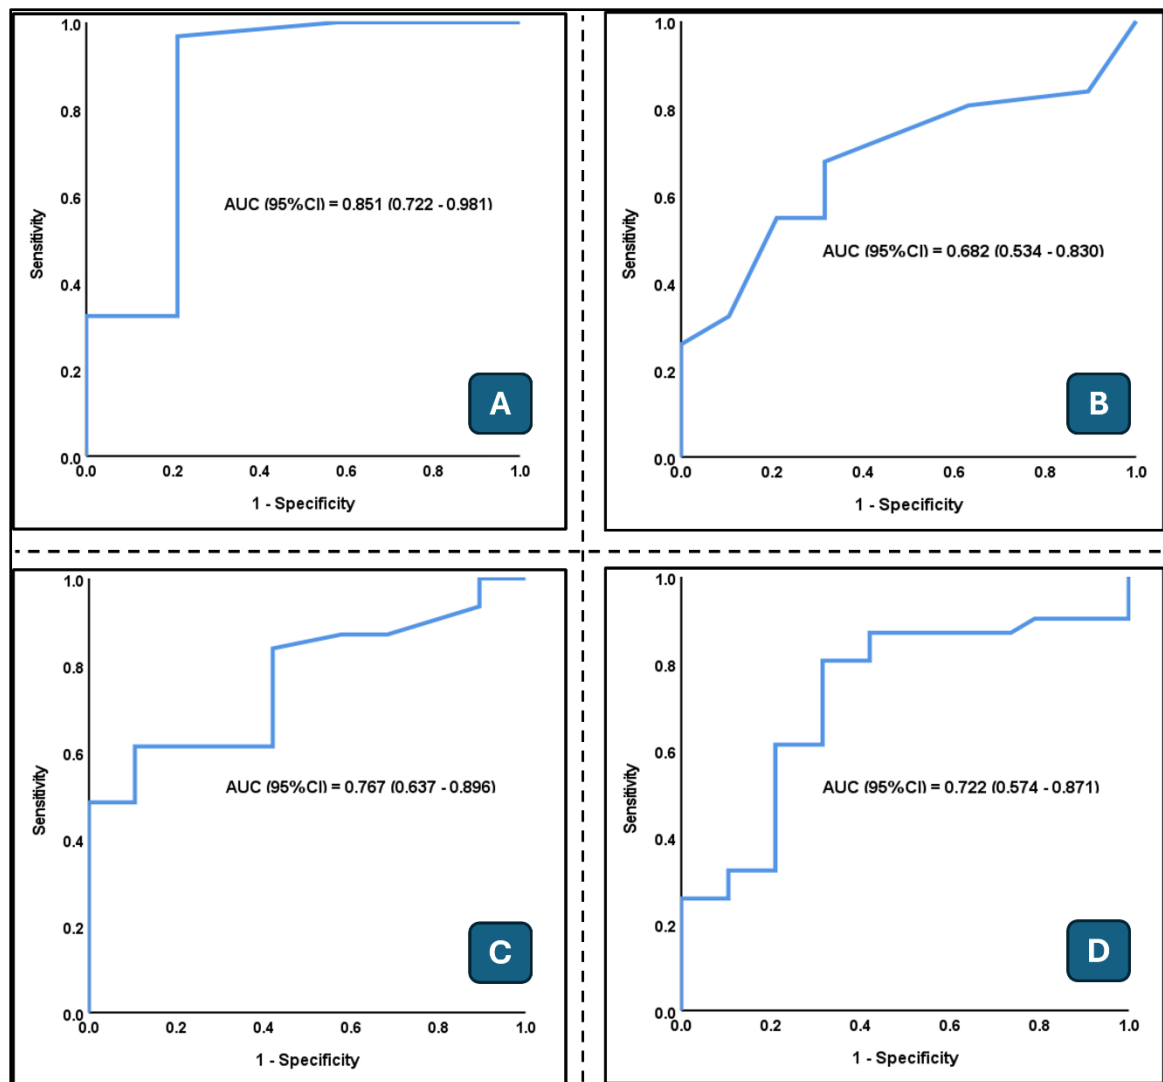 1.0
0.8
0.6
0.4
0.2
0.0
Sensitivity
AUC (95%CI) = 0.851 (0.722 - 0.981)
A
0.0 0.2 0.4 0.6 0.8 1.0
1 - Specificity
1.0
0.8
0.6
0.4
0.2
0.0
Sensitivity
AUC (95%CI) = 0.682 (0.534 - 0.830)
B
0.0 0.2 0.4 0.6 0.8 1.0
1 - Specificity
1.0
0.8
0.6
0.4
0.2
0.0
Sensitivity
AUC (95%CI) = 0.767 (0.637 - 0.896)
C
0.0 0.2 0.4 0.6 0.8 1.0
1 - Specificity
1.0
0.8
0.6
0.4
0.2
0.0
Sensitivity
AUC (95%CI) = 0.722 (0.574 - 0.871)
D
0.0 0.2 0.4 0.6 0.8 1.0
1 - Specificity